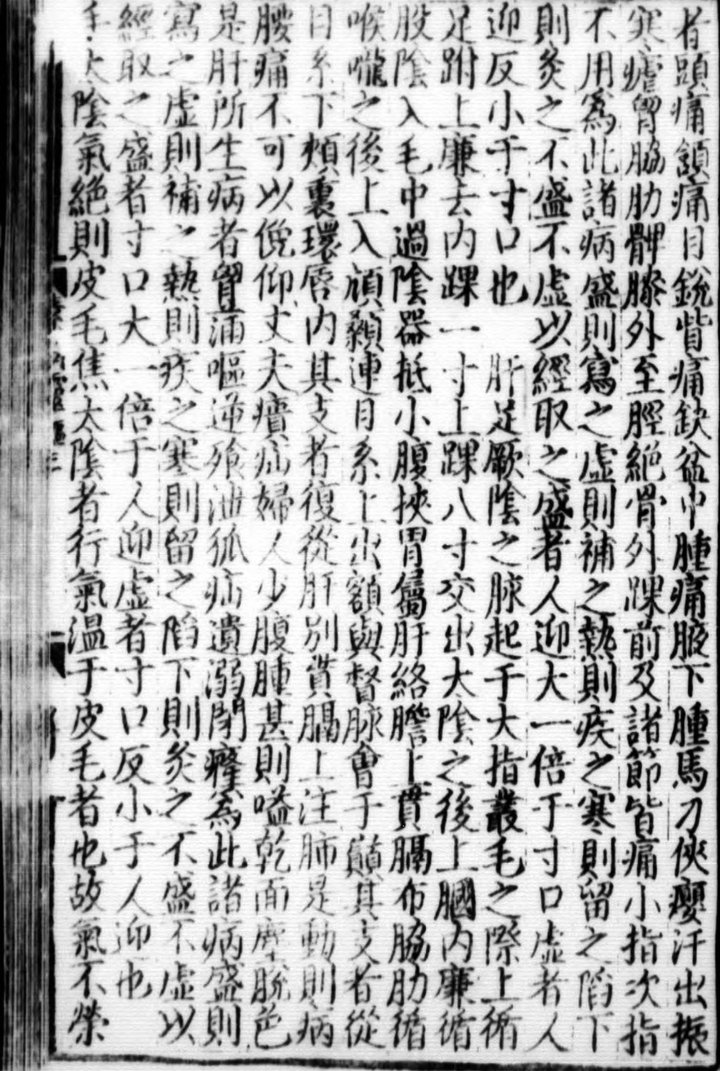 者頭痛頷痛目銳眥痛缺盆中腫痛腋下腫馬刀俠癭汗出振
寒瘧胷脇肋髀膝外至脛絕骨外踝前及諸節皆痛小指次指
不用為此諸病盛則寫之虛則補之熱則疾之寒則留之陷下
則灸之不盛不虛以經取之盛者人迎大一倍于寸口虛者人
迎反小于寸口也 肝足厥陰之脉起于大指叢毛之際上循
足跗上廉去內踝一寸上踝八寸交出太陰之後上膕內廉循
股陰入毛中過陰器抵小腹挾胃屬肝絡膽上貫膈布脇肋循
喉嚨之後上入頏顙連目系上出額與督脉會于巔其支者從
目系下頰裏環唇內其支者復從肝別貫膈上注肺是動則病
腰痛不可以俛仰丈夫㿉疝婦人少腹腫甚則嗌乾面塵脫色
是肝所生病者胷滿嘔逆飱泄狐疝遺溺閉癃為此諸病盛則
寫之虛則補之熱則疾之寒則留之陷下則灸之不盛不虛以
經取之盛者寸口大一倍于人迎虛者寸口反小于人迎也
手太陰氣絕則皮毛焦太陰者行氣溫于皮毛者也故氣不榮